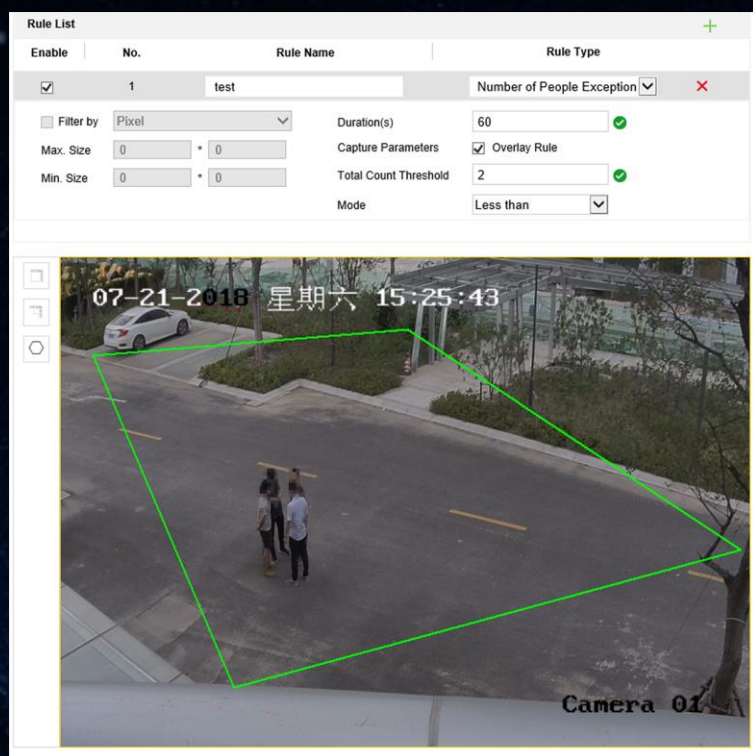 Rule List
Enable No. Rule Name Rule Type
1 test Number of People Exception
Filter by Pixel Duration(s) 60
Max. Size 0 * 0 Capture Parameters Overlay Rule
Min. Size 0 * 0 Total Count Threshold 2
Mode Less than
07-21-2018 星期六 15:25:43
Camera 01